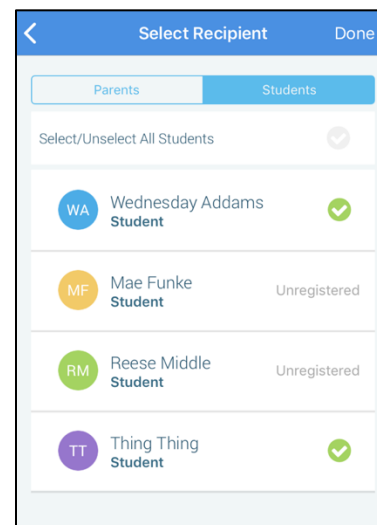 Select Recipient Done
Parents Students
Select/Unselect All Students
WA Wednesday Addams
Student
MF Mae Funke Unregistered
Student
RM Reese Middle Unregistered
Student
TT Thing Thing
Student